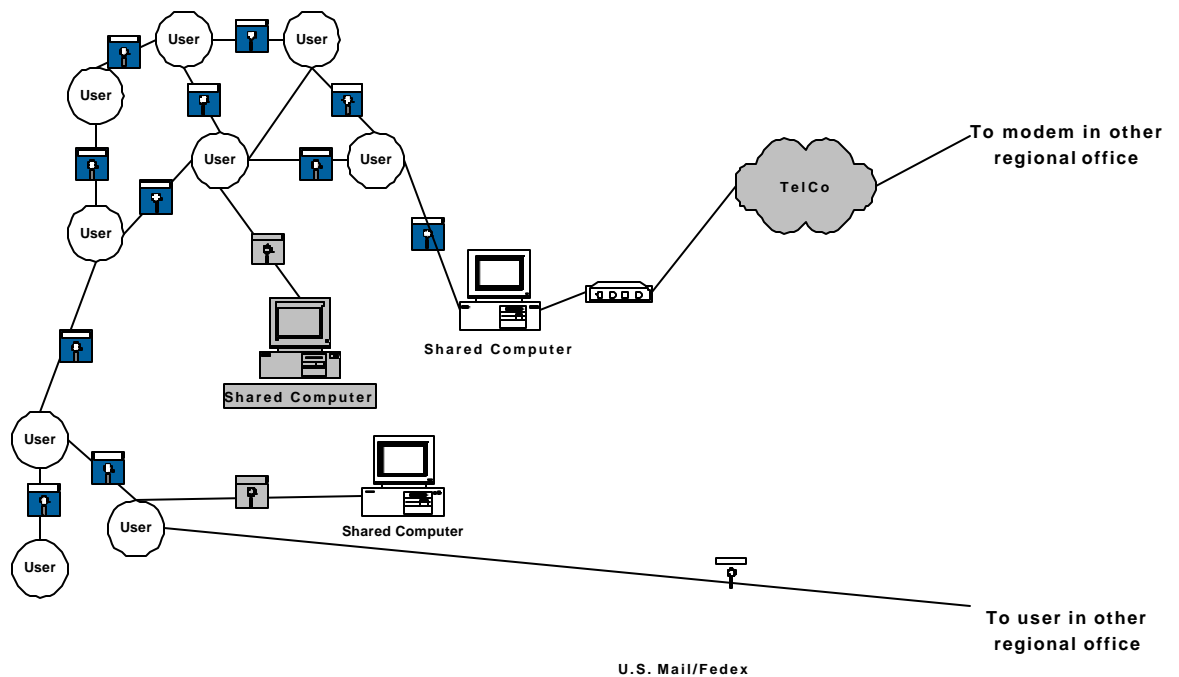 User
User
User
User
User
User
To modem in other
regional office
TelCo
User
Shared Computer
Shared Computer
User
User
Shared Computer
User
To user in other
regional office
U.S. Mail/Fedex